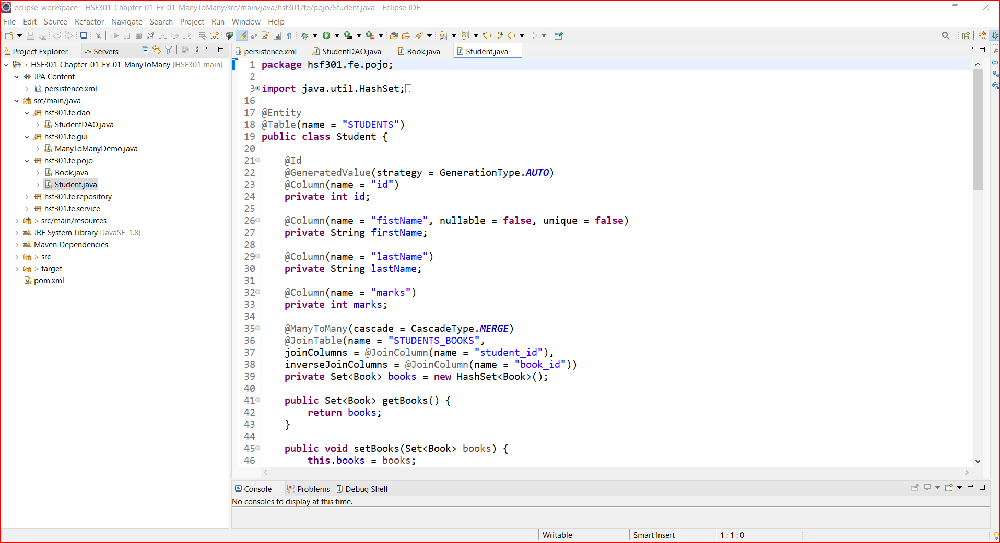 eclipse-workspace - HSF301_Chapter_01_Ex_01_ManyToMany/src/main/java/hsf301/fe/pojo/Student.java - Eclipse IDE
File Edit Source Refactor Navigate Search Project Run Window Help
Project Explorer Servers
> HSF301_Chapter_01_Ex_01_ManyToMany [HSF301 main]
JPA Content
persistence.xml
src/main/java
hsf301.fe.dao
StudentDAO.java
hsf301.fe.gui
ManyToManyDemo.java
hsf301.fe.pojo
Book.java
Student.java
hsf301.fe.repository
hsf301.fe.service
> src/main/resources
JRE System Library [JavaSE-1.8]
Maven Dependencies
> src
> target
pom.xml
persistence.xml StudentDAO.java Book.java Student.java
1 package hsf301.fe.pojo;
2
3 import java.util.HashSet;
16
17 @Entity
18 @Table(name = "STUDENTS")
19 public class Student {
20
21 @Id
22 @GeneratedValue(strategy = GenerationType.AUTO)
23 @Column(name = "id")
24 private int id;
25
26 @Column(name = "fistName", nullable = false, unique = false)
27 private String firstName;
28
29 @Column(name = "lastName")
30 private String lastName;
31
32 @Column(name = "marks")
33 private int marks;
34
35 @ManyToMany(cascade = CascadeType.MERGE)
36 @JoinTable(name = "STUDENTS_BOOKS",
37 joinColumns = @JoinColumn(name = "student_id"),
38 inverseJoinColumns = @JoinColumn(name = "book_id"))
39 private Set<Book> books = new HashSet<Book>();
40
41 public Set<Book> getBooks() {
42 return books;
43 }
44
45 public void setBooks(Set<Book> books) {
46 this.books = books;
Console Problems Debug Shell
No consoles to display at this time.
Writable Smart Insert 1 : 1 : 0